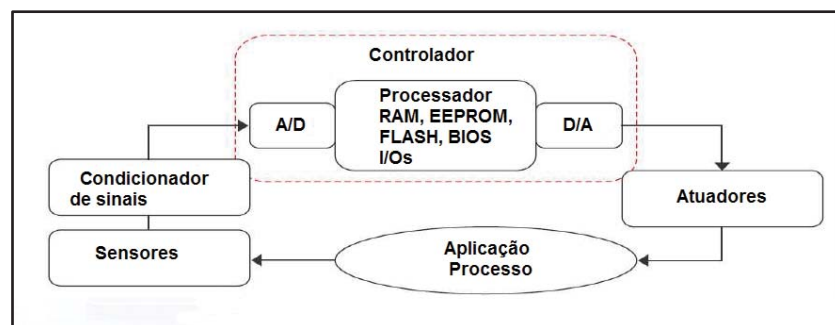 Controlador
A/D
Processador
RAM, EEPROM,
FLASH, BIOS
I/Os
D/A
Condicionador
de sinais
Atuadores
Sensores
Aplicação
Processo